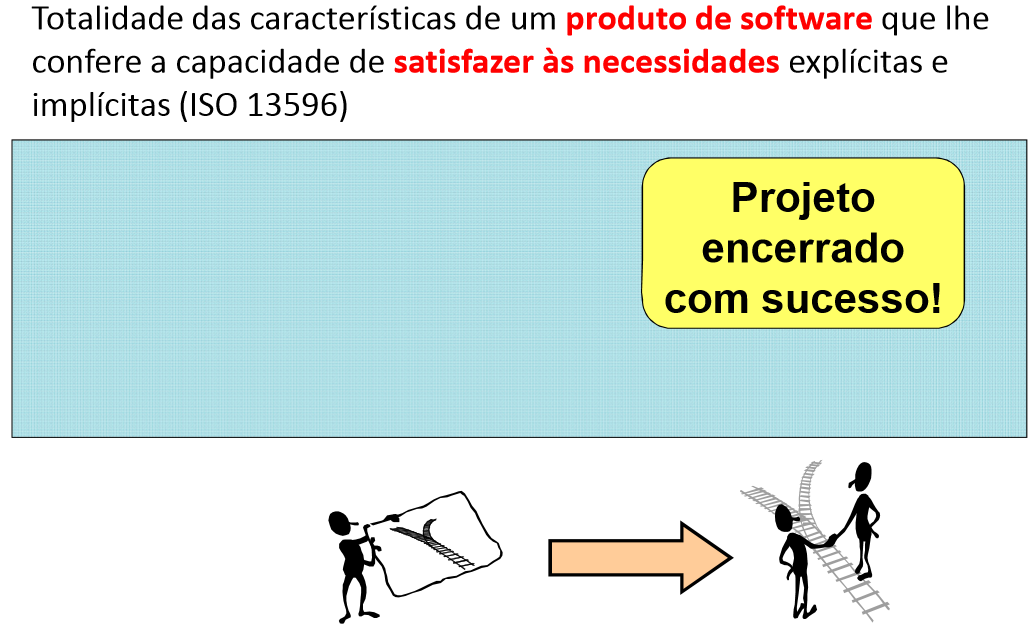 Totalidade das características de um produto de software que lhe
confere a capacidade de satisfazer às necessidades explícitas e
implícitas (ISO 13596)
Projeto
encerrado
com sucesso!